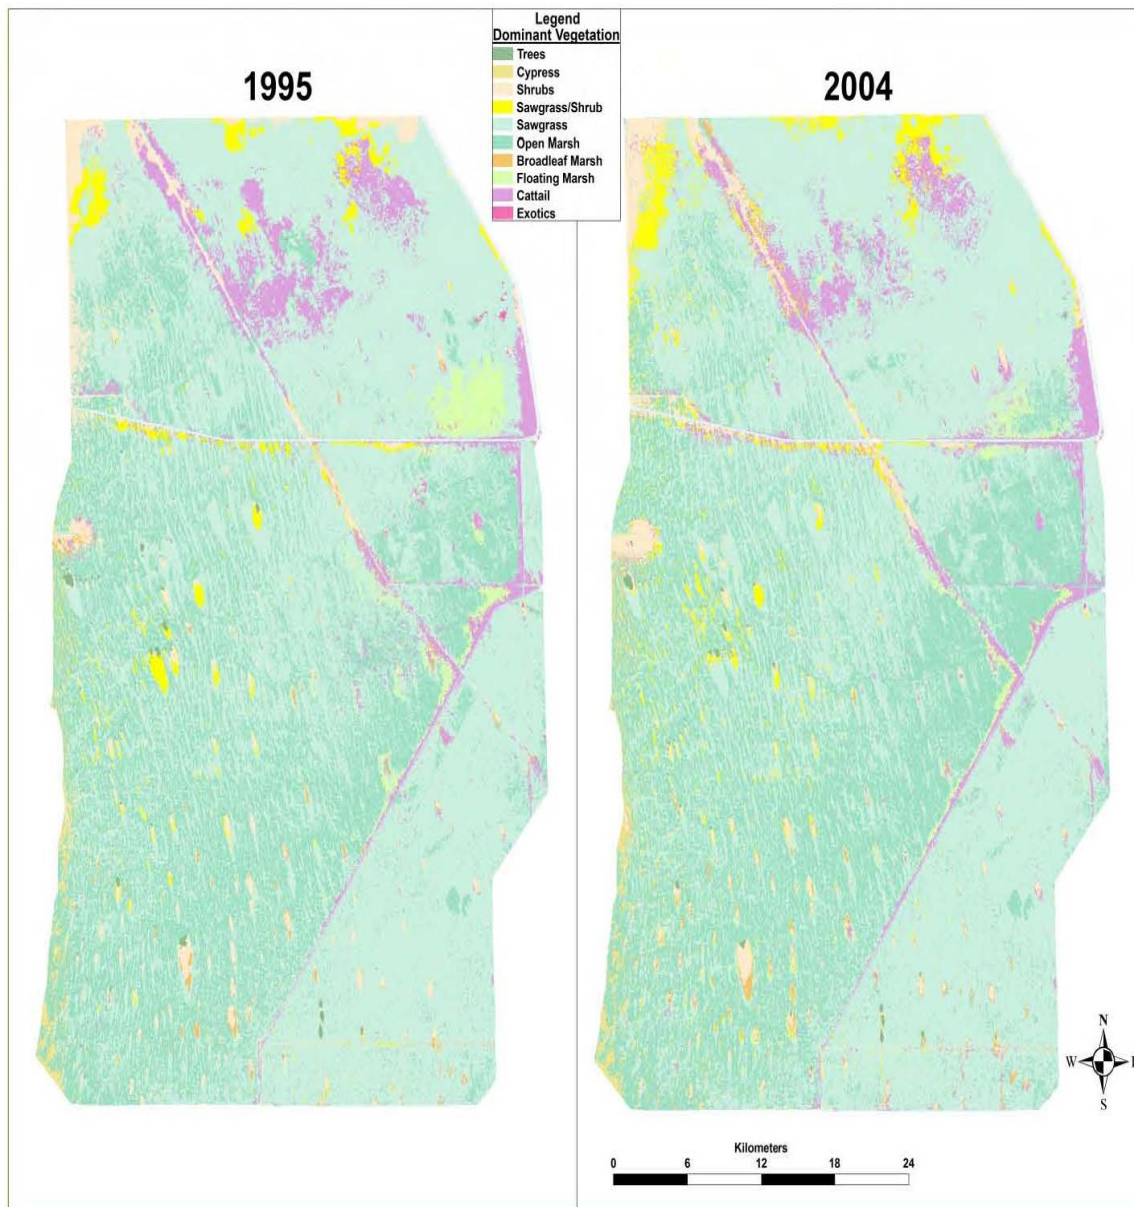 Legend
Dominant Vegetation
Trees
Cypress
Shrubs
Sawgrass/Shrub
Sawgrass
Open Marsh
Broadleaf Marsh
Floating Marsh
Cattail
Exotics
1995
2004
N
W
S
Kilometers
0 6 12 18 24